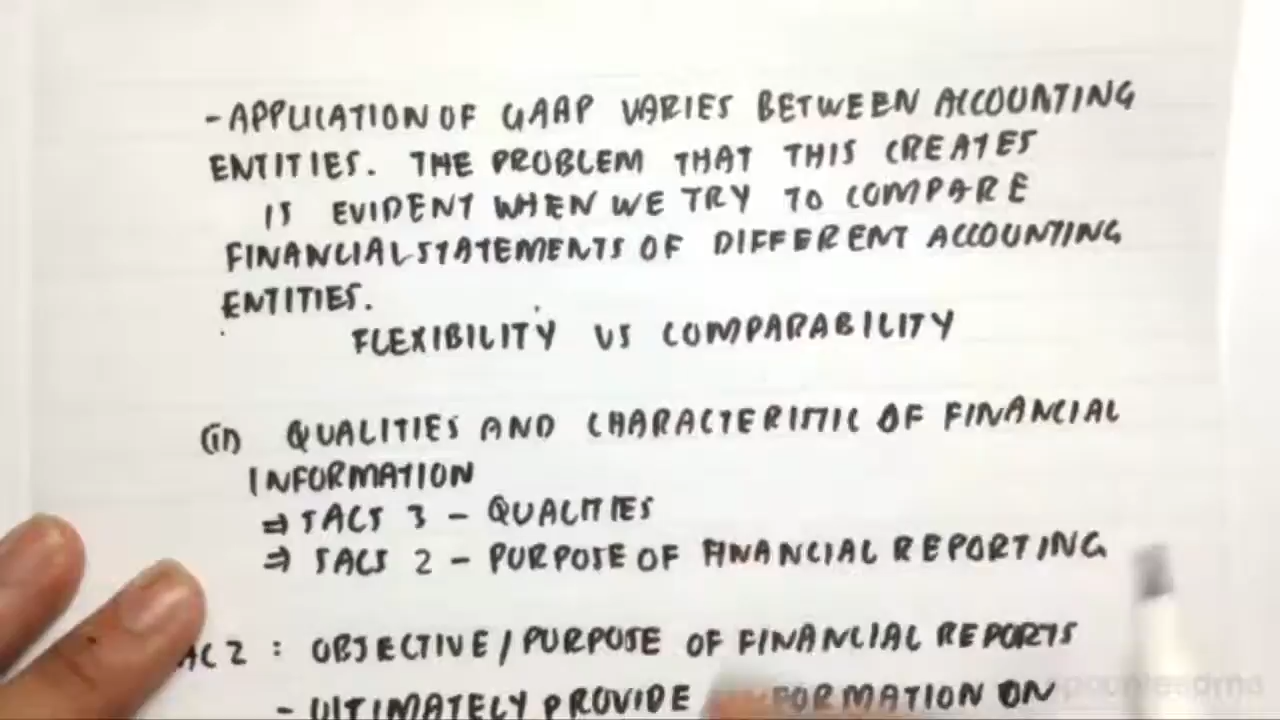 - APPLICATION OF GAAP VARIES BETWEEN ACCOUNTING
ENTITIES. THE PROBLEM THAT THIS CREATES
IS EVIDENT WHEN WE TRY TO COMPARE
FINANCIAL STATEMENTS OF DIFFERENT ACCOUNTING
ENTITIES.
FLEXIBILITY VS COMPARABILITY
(ii) QUALITIES AND CHARACTERISTIC OF FINANCIAL
INFORMATION
⇒ SACS 3 - QUALITIES
⇒ SACS 2 - PURPOSE OF FINANCIAL REPORTING
AC 2 : OBJECTIVE/PURPOSE OF FINANCIAL REPORTS
- ULTIMATELY PROVIDE FORMATION ON